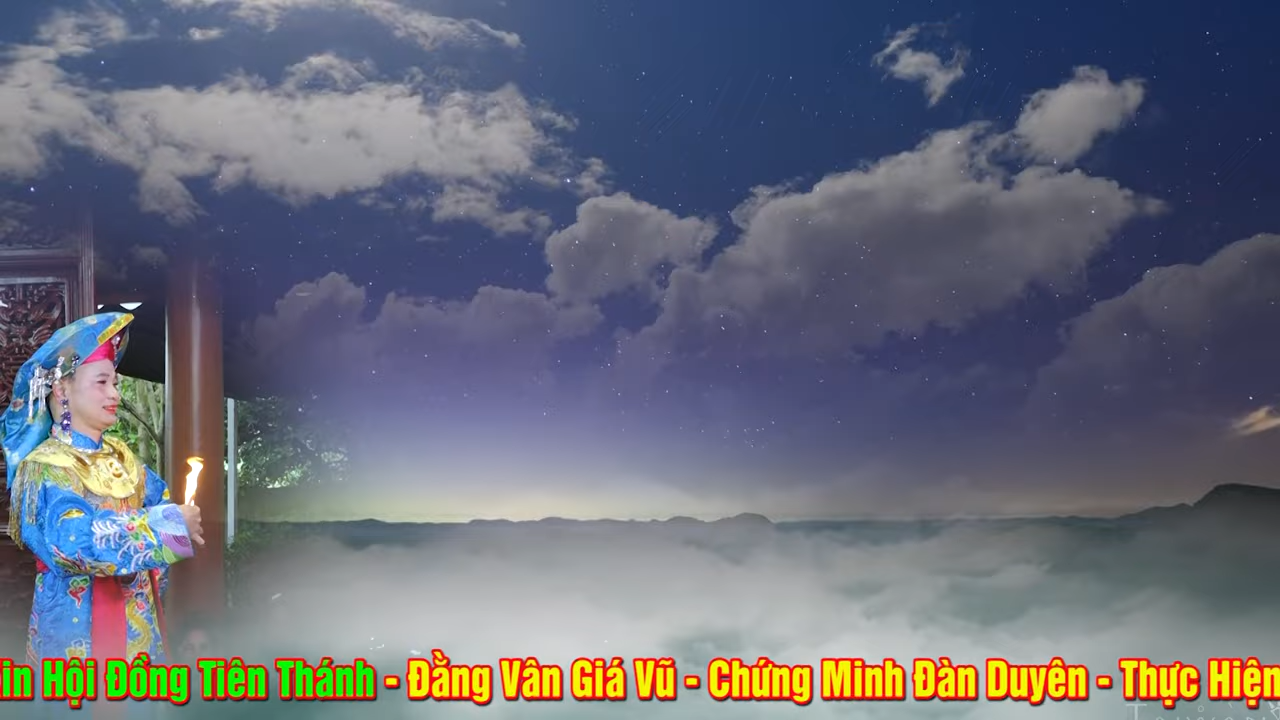 in Hội Đồng Tiên Thánh - Đằng Vân Giá Vũ - Chứng Minh Đàn Duyên - Thực Hiện